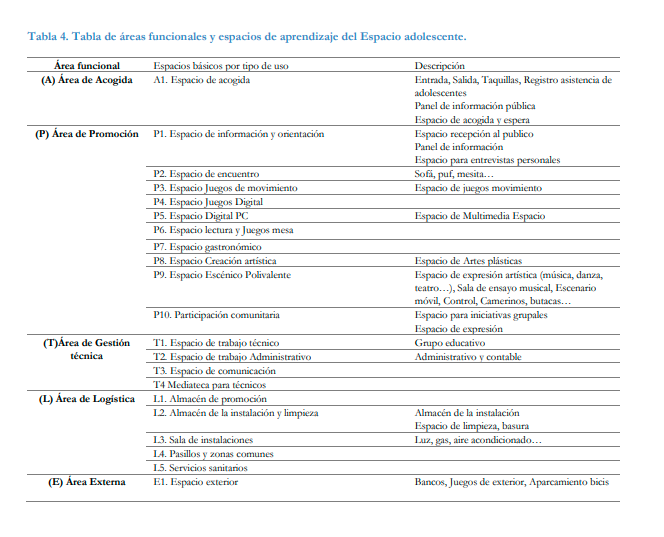 Tabla 4. Tabla de áreas funcionales y espacios de aprendizaje del Espacio adolescente.
Área funcional Espacios básicos por tipo de uso Descripción
(A) Área de Acogida A1. Espacio de acogida Entrada, Salida, Taquillas, Registro asistencia de
adolescentes
Panel de información pública
Espacio de acogida y espera
(P) Área de Promoción P1. Espacio de información y orientación Espacio recepción al publico
Panel de información
Espacio para entrevistas personales
P2. Espacio de encuentro Sofá, puf, mesita…
P3. Espacio Juegos de movimiento Espacio de juegos movimiento
P4. Espacio Juegos Digital
P5. Espacio Digital PC Espacio de Multimedia Espacio
P6. Espacio lectura y Juegos mesa
P7. Espacio gastronómico
P8. Espacio Creación artística Espacio de Artes plásticas
P9. Espacio Escénico Polivalente Espacio de expresión artística (música, danza,
teatro…), Sala de ensayo musical, Escenario
móvil, Control, Camerinos, butacas…
P10. Participación comunitaria Espacio para iniciativas grupales
Espacio de expresión
(T)Área de Gestión T1. Espacio de trabajo técnico Grupo educativo
técnica T2. Espacio de trabajo Administrativo Administrativo y contable
T3. Espacio de comunicación
T4 Mediateca para técnicos
(L) Área de Logística L1. Almacén de promoción
L2. Almacén de la instalación y limpieza Almacén de la instalación
Espacio de limpieza, basura
L3. Sala de instalaciones Luz, gas, aire acondicionado…
L4. Pasillos y zonas comunes
L5. Servicios sanitarios
(E) Área Externa E1. Espacio exterior Bancos, Juegos de exterior, Aparcamiento bicis